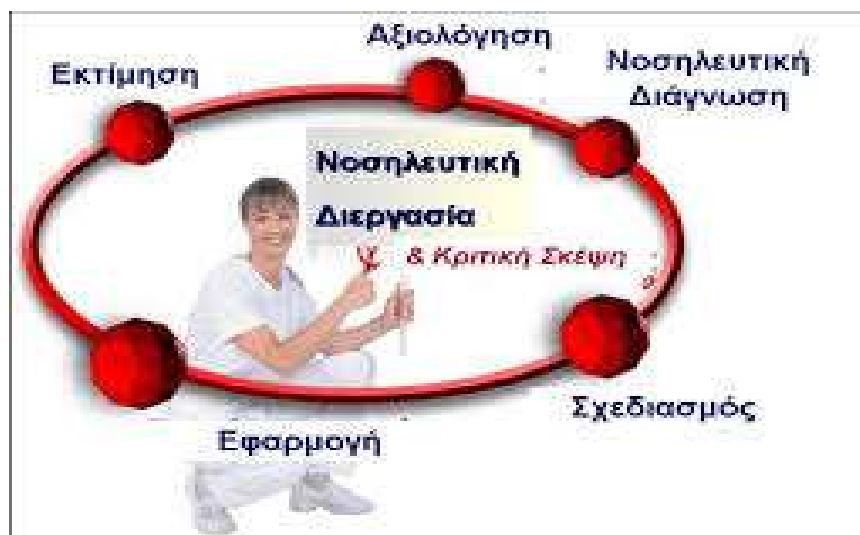 Αξιολόγηση
Εκτίμηση
Νοσηλευτική
Διάγνωση
Νοσηλευτική
Διεργασία
& Κριτική Σκέψη
Σχεδιασμός
Εφαρμογή